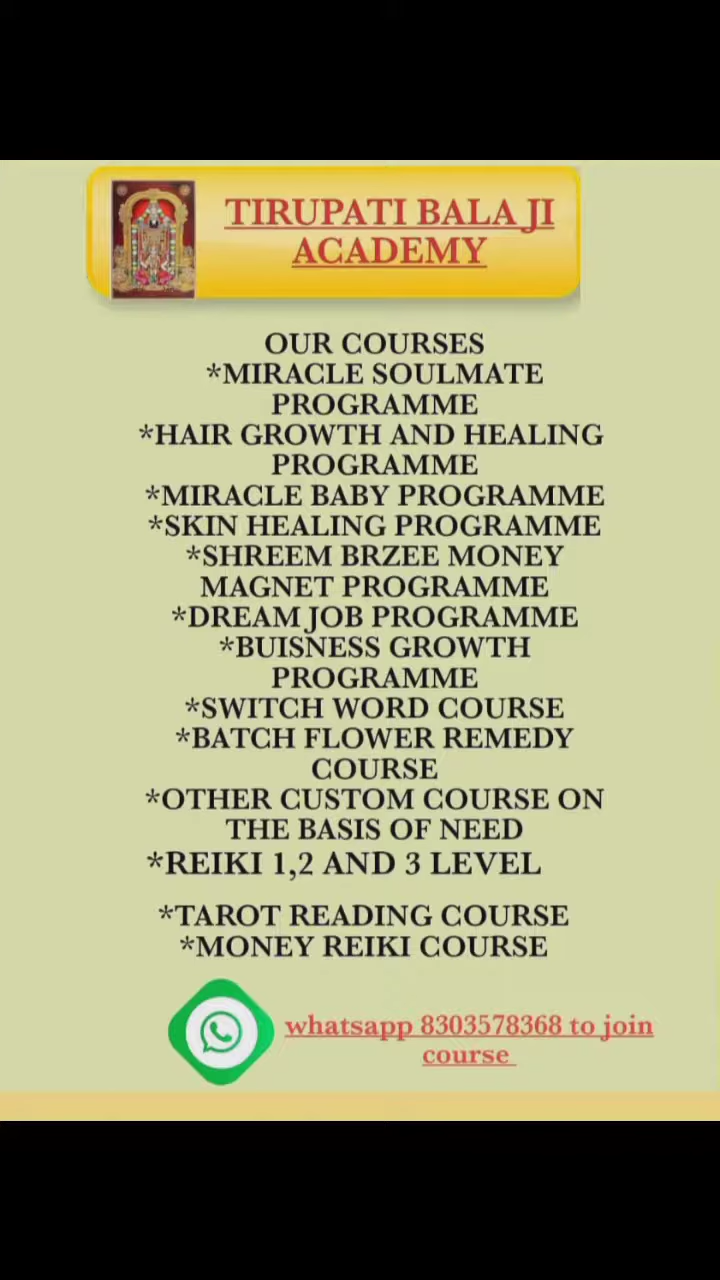 TIRUPATI BALA JI
ACADEMY
OUR COURSES
*MIRACLE SOULMATE
PROGRAMME
*HAIR GROWTH AND HEALING
PROGRAMME
*MIRACLE BABY PROGRAMME
*SKIN HEALING PROGRAMME
*SHREEM BRZEE MONEY
MAGNET PROGRAMME
*DREAM JOB PROGRAMME
*BUISNESS GROWTH
PROGRAMME
*SWITCH WORD COURSE
*BATCH FLOWER REMEDY
COURSE
*OTHER CUSTOM COURSE ON
THE BASIS OF NEED
*REIKI 1,2 AND 3 LEVEL
*TAROT READING COURSE
*MONEY REIKI COURSE
whatsapp 8303578368 to join
course